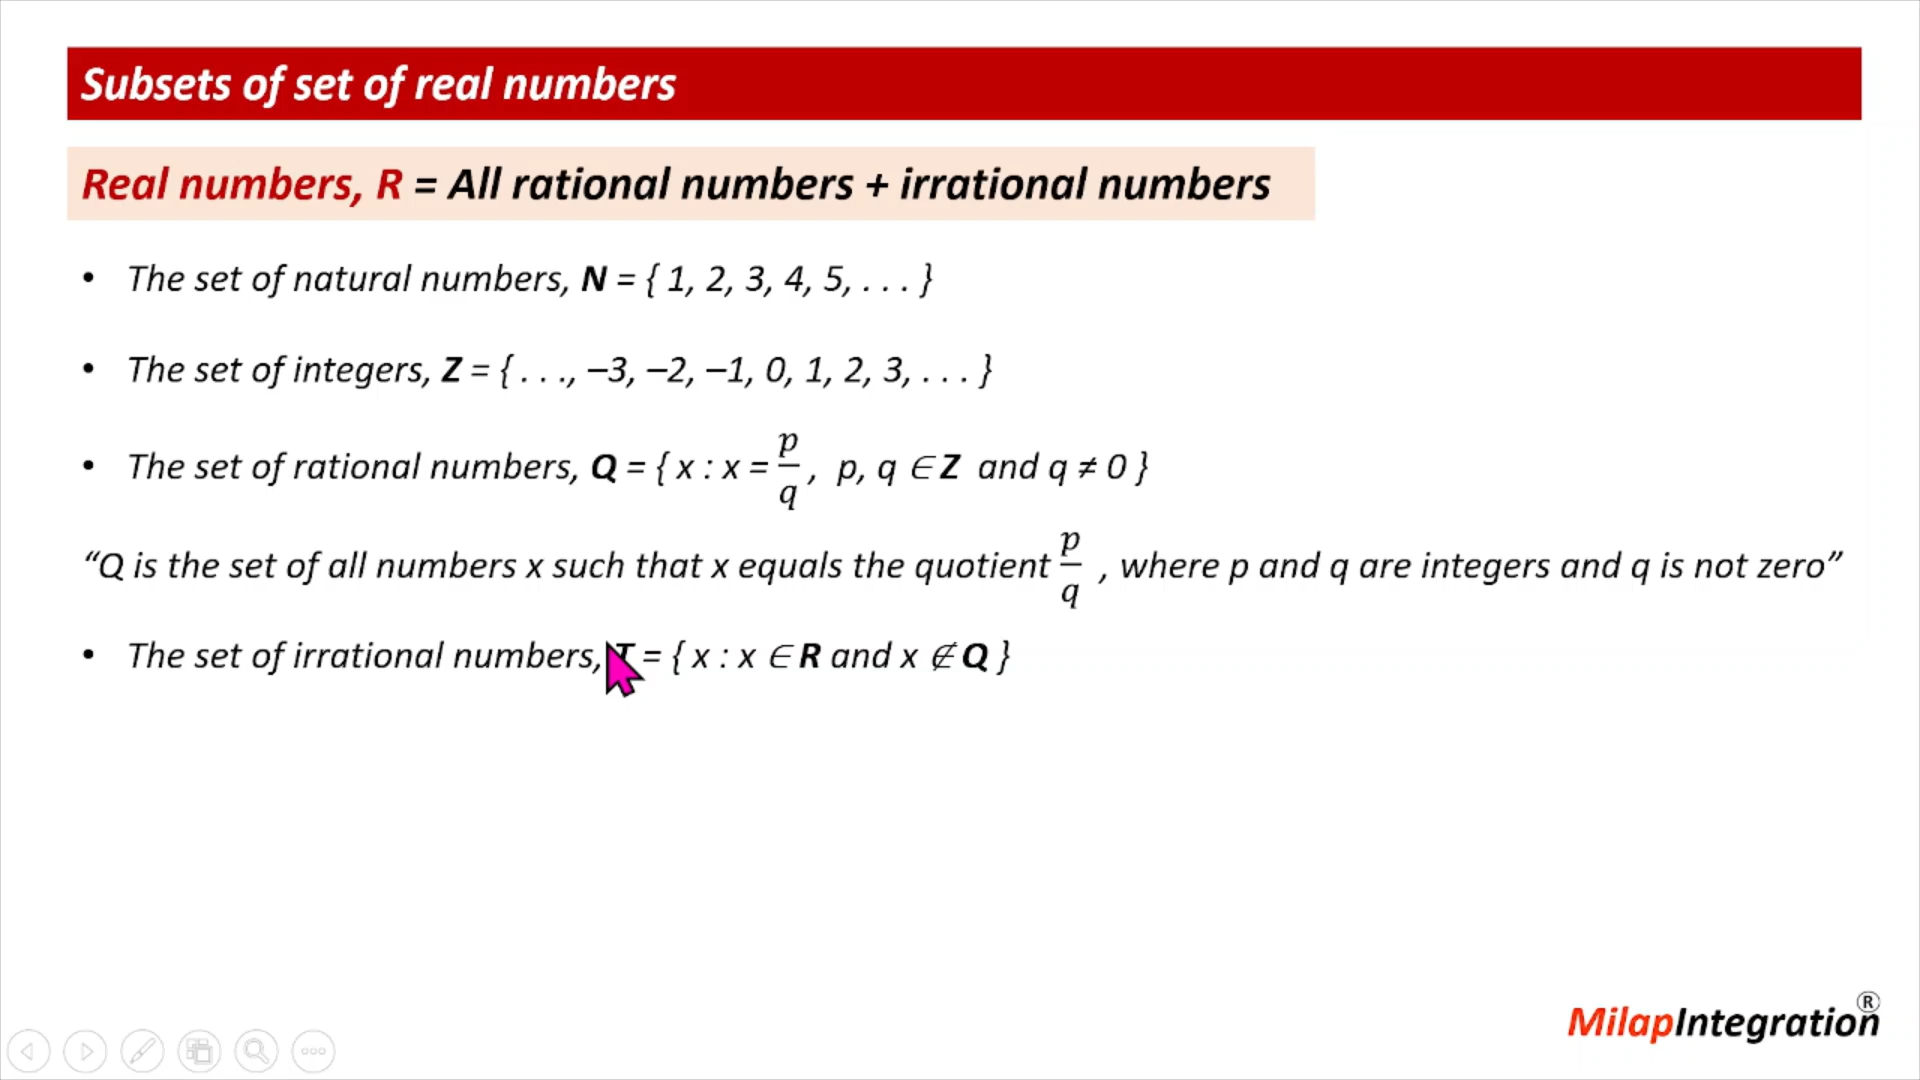 Subsets of set of real numbers
Real numbers, R = All rational numbers + irrational numbers
• The set of natural numbers, N = { 1, 2, 3, 4, 5, . . . }
• The set of integers, Z = { . . ., –3, –2, –1, 0, 1, 2, 3, . . . }
• The set of rational numbers, Q = { x : x = p/q , p, q ∈ Z and q ≠ 0 }
“Q is the set of all numbers x such that x equals the quotient p/q , where p and q are integers and q is not zero”
• The set of irrational numbers, T = { x : x ∈ R and x ∉ Q }
MilapIntegration®